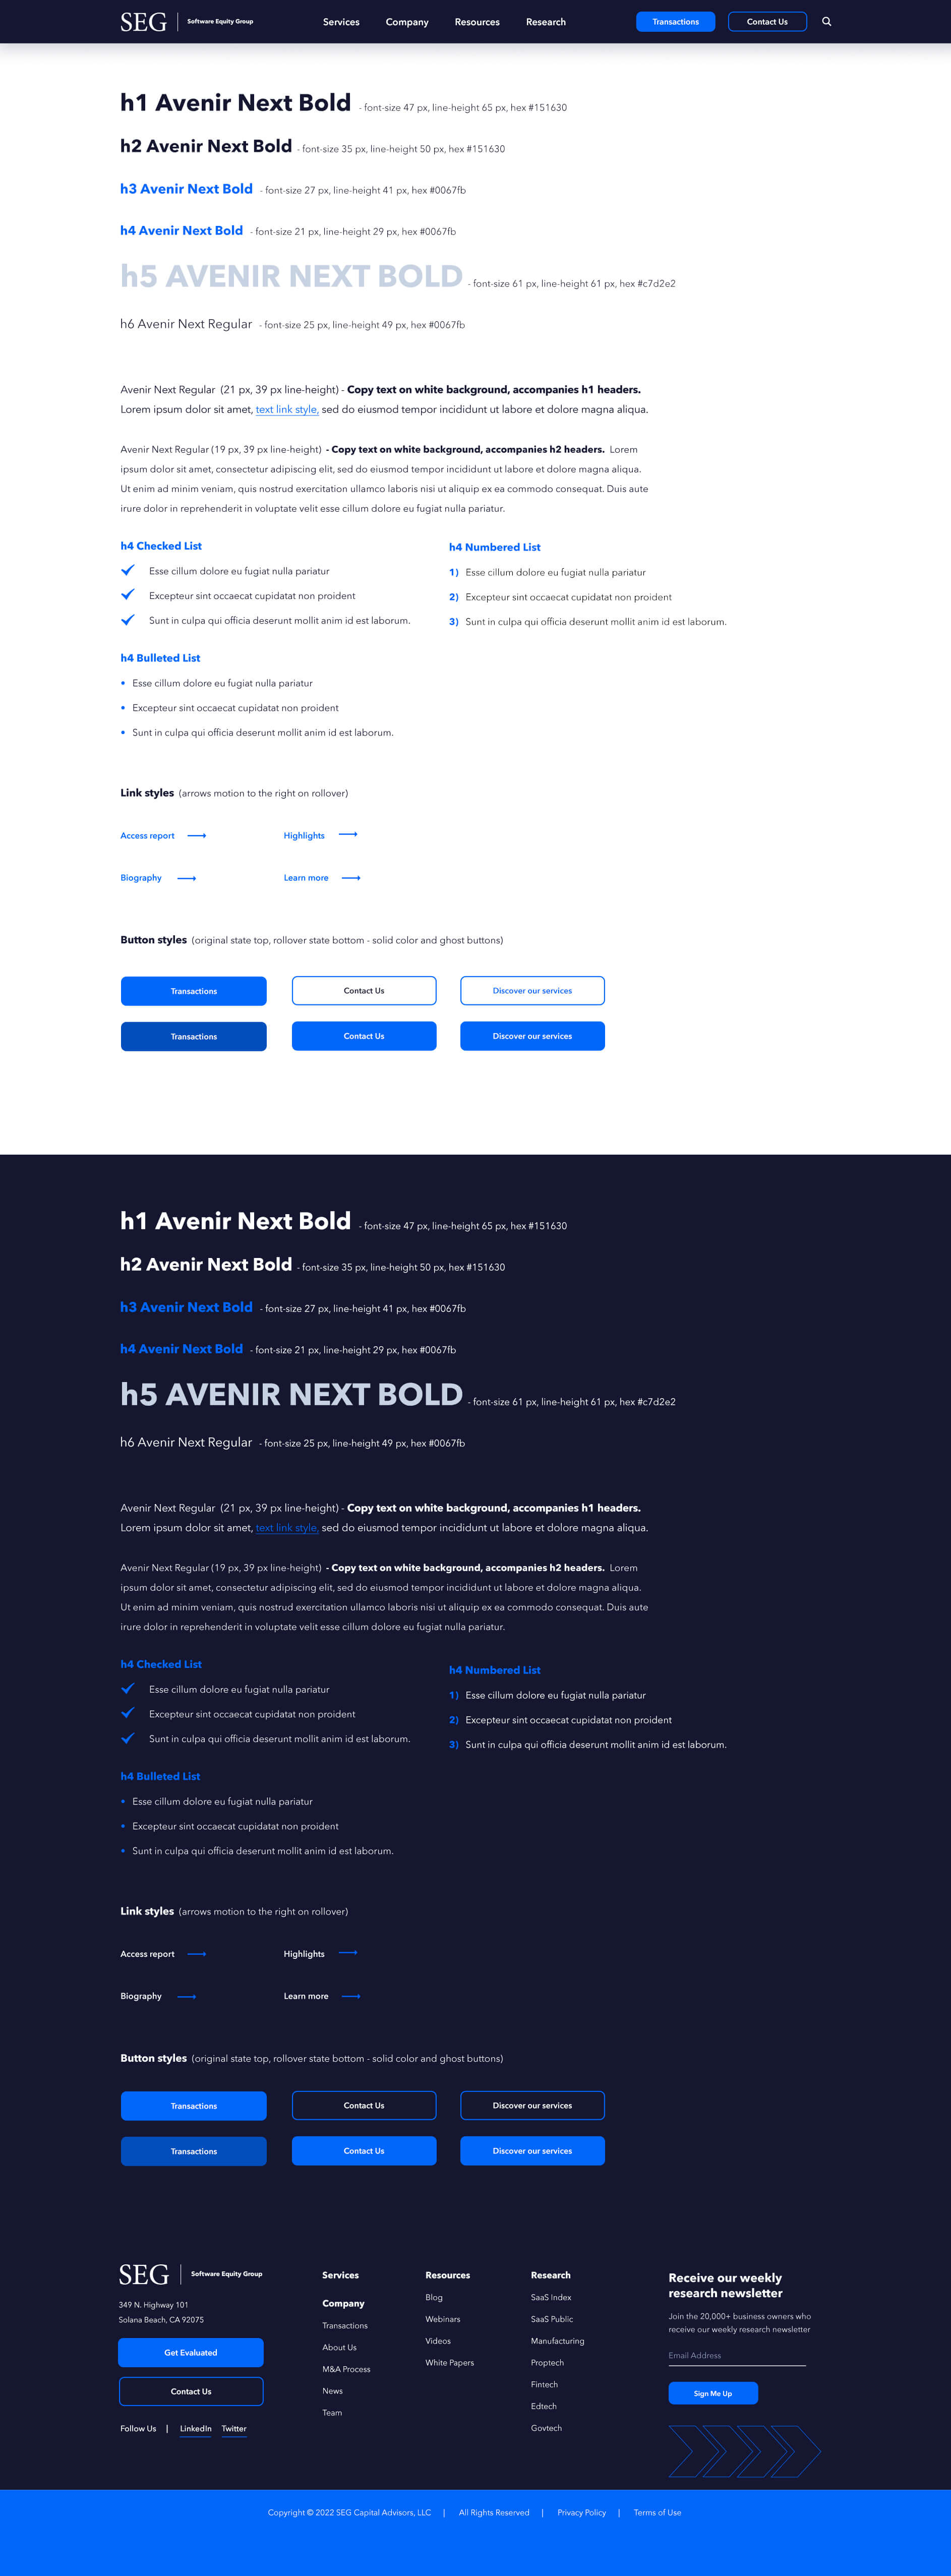 SEG | Software Equity Group
Services Company Resources Research
Transactions Contact Us
h1 Avenir Next Bold - font-size 47 px, line-height 65 px, hex #151630
h2 Avenir Next Bold - font-size 35 px, line-height 50 px, hex #151630
h3 Avenir Next Bold - font-size 27 px, line-height 41 px, hex #0067fb
h4 Avenir Next Bold - font-size 21 px, line-height 29 px, hex #0067fb
h5 AVENIR NEXT BOLD - font-size 61 px, line-height 61 px, hex #c7d2e2
h6 Avenir Next Regular - font-size 25 px, line-height 49 px, hex #0067fb
Avenir Next Regular (21 px, 39 px line-height) - Copy text on white background, accompanies h1 headers.
Lorem ipsum dolor sit amet, text link style, sed do eiusmod tempor incididunt ut labore et dolore magna aliqua.
Avenir Next Regular (19 px, 39 px line-height) - Copy text on white background, accompanies h2 headers. Lorem
ipsum dolor sit amet, consectetur adipiscing elit, sed do eiusmod tempor incididunt ut labore et dolore magna aliqua.
Ut enim ad minim veniam, quis nostrud exercitation ullamco laboris nisi ut aliquip ex ea commodo consequat. Duis aute
irure dolor in reprehenderit in voluptate velit esse cillum dolore eu fugiat nulla pariatur.
h4 Checked List
Esse cillum dolore eu fugiat nulla pariatur
Excepteur sint occaecat cupidatat non proident
Sunt in culpa qui officia deserunt mollit anim id est laborum.
h4 Numbered List
1) Esse cillum dolore eu fugiat nulla pariatur
2) Excepteur sint occaecat cupidatat non proident
3) Sunt in culpa qui officia deserunt mollit anim id est laborum.
h4 Bulleted List
• Esse cillum dolore eu fugiat nulla pariatur
• Excepteur sint occaecat cupidatat non proident
• Sunt in culpa qui officia deserunt mollit anim id est laborum.
Link styles (arrows motion to the right on rollover)
Access report Highlights
Biography Learn more
Button styles (original state top, rollover state bottom - solid color and ghost buttons)
Transactions Contact Us Discover our services
Transactions Contact Us Discover our services
h1 Avenir Next Bold - font-size 47 px, line-height 65 px, hex #151630
h2 Avenir Next Bold - font-size 35 px, line-height 50 px, hex #151630
h3 Avenir Next Bold - font-size 27 px, line-height 41 px, hex #0067fb
h4 Avenir Next Bold - font-size 21 px, line-height 29 px, hex #0067fb
h5 AVENIR NEXT BOLD - font-size 61 px, line-height 61 px, hex #c7d2e2
h6 Avenir Next Regular - font-size 25 px, line-height 49 px, hex #0067fb
Avenir Next Regular (21 px, 39 px line-height) - Copy text on white background, accompanies h1 headers.
Lorem ipsum dolor sit amet, text link style, sed do eiusmod tempor incididunt ut labore et dolore magna aliqua.
Avenir Next Regular (19 px, 39 px line-height) - Copy text on white background, accompanies h2 headers. Lorem
ipsum dolor sit amet, consectetur adipiscing elit, sed do eiusmod tempor incididunt ut labore et dolore magna aliqua.
Ut enim ad minim veniam, quis nostrud exercitation ullamco laboris nisi ut aliquip ex ea commodo consequat. Duis aute
irure dolor in reprehenderit in voluptate velit esse cillum dolore eu fugiat nulla pariatur.
h4 Checked List
Esse cillum dolore eu fugiat nulla pariatur
Excepteur sint occaecat cupidatat non proident
Sunt in culpa qui officia deserunt mollit anim id est laborum.
h4 Numbered List
1) Esse cillum dolore eu fugiat nulla pariatur
2) Excepteur sint occaecat cupidatat non proident
3) Sunt in culpa qui officia deserunt mollit anim id est laborum.
h4 Bulleted List
• Esse cillum dolore eu fugiat nulla pariatur
• Excepteur sint occaecat cupidatat non proident
• Sunt in culpa qui officia deserunt mollit anim id est laborum.
Link styles (arrows motion to the right on rollover)
Access report Highlights
Biography Learn more
Button styles (original state top, rollover state bottom - solid color and ghost buttons)
Transactions Contact Us Discover our services
Transactions Contact Us Discover our services
SEG | Software Equity Group
349 N. Highway 101
Solana Beach, CA 92075
Get Evaluated
Contact Us
Follow Us | LinkedIn Twitter
Services
Company
Transactions
About Us
M&A Process
News
Team
Resources
Blog
Webinars
Videos
White Papers
Research
SaaS Index
SaaS Public
Manufacturing
Proptech
Fintech
Edtech
Govtech
Receive our weekly
research newsletter
Join the 20,000+ business owners who
receive our weekly research newsletter
Email Address
Sign Me Up
Copyright © 2022 SEG Capital Advisors, LLC | All Rights Reserved | Privacy Policy | Terms of Use